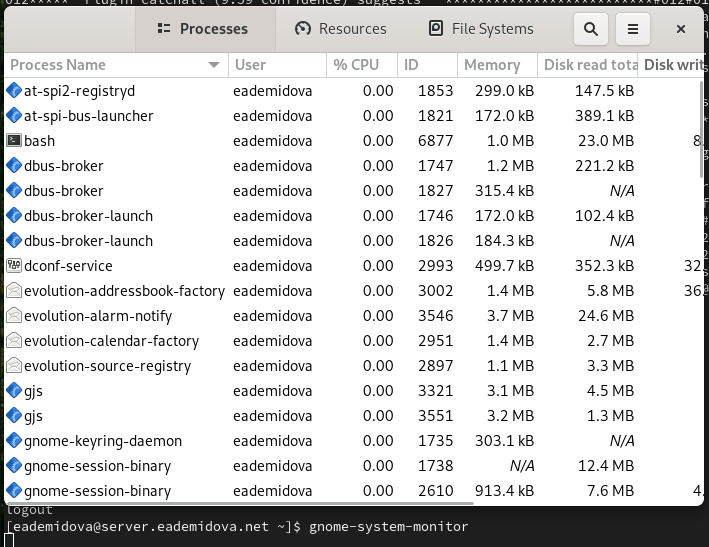 012***** Plugin catchall (9.59 confidence) suggests **************************#012#01
Processes Resources File Systems
Process Name User % CPU ID Memory Disk read tota Disk writ
at-spi2-registryd eademidova 0.00 1853 299.0 kB 147.5 kB
at-spi-bus-launcher eademidova 0.00 1821 172.0 kB 389.1 kB
bash eademidova 0.00 6877 1.0 MB 23.0 MB 8.
dbus-broker eademidova 0.00 1747 1.2 MB 221.2 kB
dbus-broker eademidova 0.00 1827 315.4 kB N/A
dbus-broker-launch eademidova 0.00 1746 172.0 kB 102.4 kB
dbus-broker-launch eademidova 0.00 1826 184.3 kB N/A
dconf-service eademidova 0.00 2993 499.7 kB 352.3 kB 32
evolution-addressbook-factory eademidova 0.00 3002 1.4 MB 5.8 MB 36
evolution-alarm-notify eademidova 0.00 3546 3.7 MB 24.6 MB
evolution-calendar-factory eademidova 0.00 2951 1.4 MB 2.7 MB
evolution-source-registry eademidova 0.00 2897 1.1 MB 3.3 MB
gjs eademidova 0.00 3321 3.1 MB 4.5 MB
gjs eademidova 0.00 3551 3.2 MB 1.3 MB
gnome-keyring-daemon eademidova 0.00 1735 303.1 kB N/A
gnome-session-binary eademidova 0.00 1738 N/A 12.4 MB
gnome-session-binary eademidova 0.00 2610 913.4 kB 7.6 MB 4.
logout
[eademidova@server.eademidova.net ~]$ gnome-system-monitor